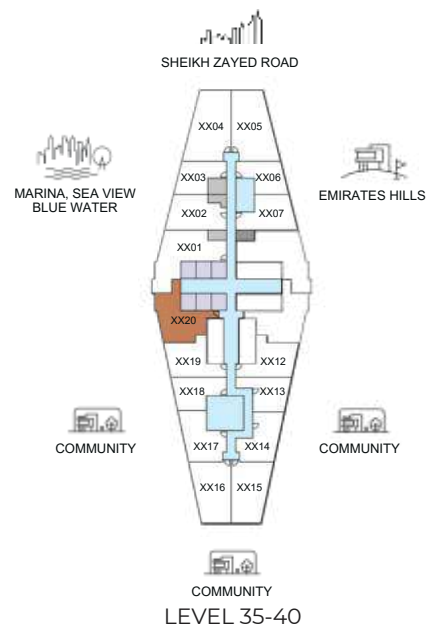 SHEIKH ZAYED ROAD
XX04 XX05
XX03 XX06
MARINA, SEA VIEW
BLUE WATER
EMIRATES HILLS
XX02 XX07
XX01
XX20
XX19 XX12
XX18 XX13
COMMUNITY
COMMUNITY
XX17 XX14
XX16 XX15
COMMUNITY
LEVEL 35-40